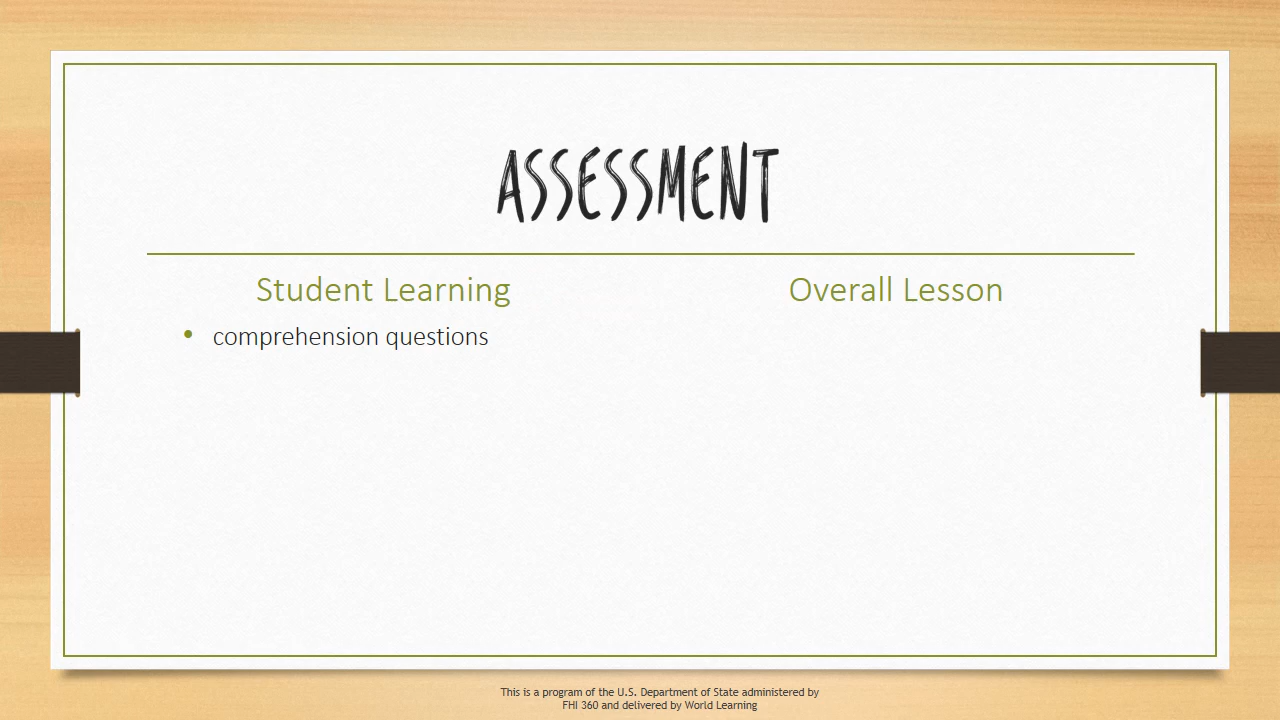 ASSESSMENT
Student Learning
• comprehension questions
Overall Lesson
This is a program of the U.S. Department of State administered by
FHI 360 and delivered by World Learning